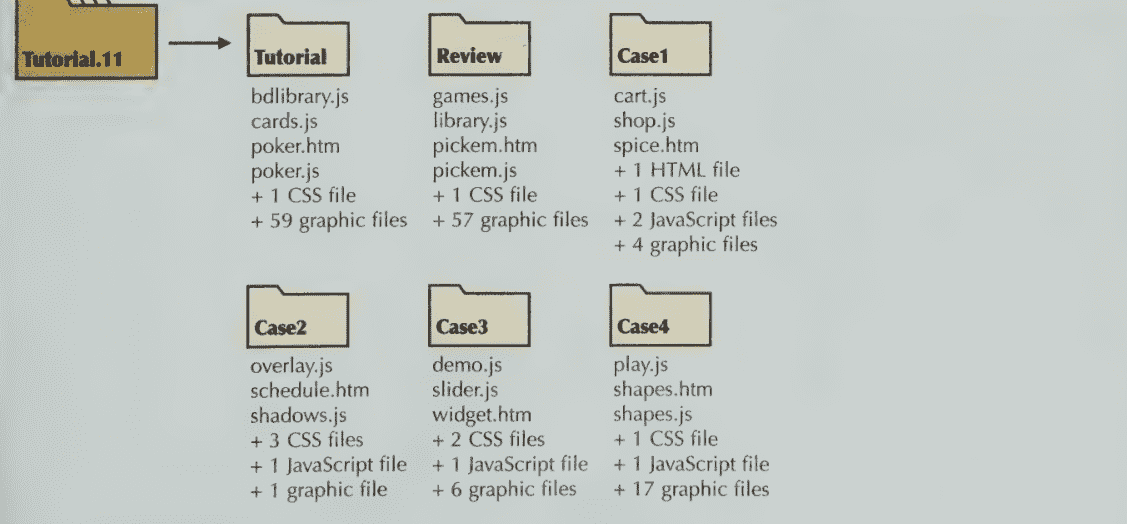 Tutorial.11
Tutorial
bdlibrary.js
cards.js
poker.htm
poker.js
+ 1 CSS file
+ 59 graphic files
Review
games.js
library.js
pickem.htm
pickem.js
+ 1 CSS file
+ 57 graphic files
Case1
cart.js
shop.js
spice.htm
+ 1 HTML file
+ 1 CSS file
+ 2 JavaScript files
+ 4 graphic files
Case2
overlay.js
schedule.htm
shadows.js
+ 3 CSS files
+ 1 JavaScript file
+ 1 graphic file
Case3
demo.js
slider.js
widget.htm
+ 2 CSS files
+ 1 JavaScript file
+ 6 graphic files
Case4
play.js
shapes.htm
shapes.js
+ 1 CSS file
+ 1 JavaScript file
+ 17 graphic files